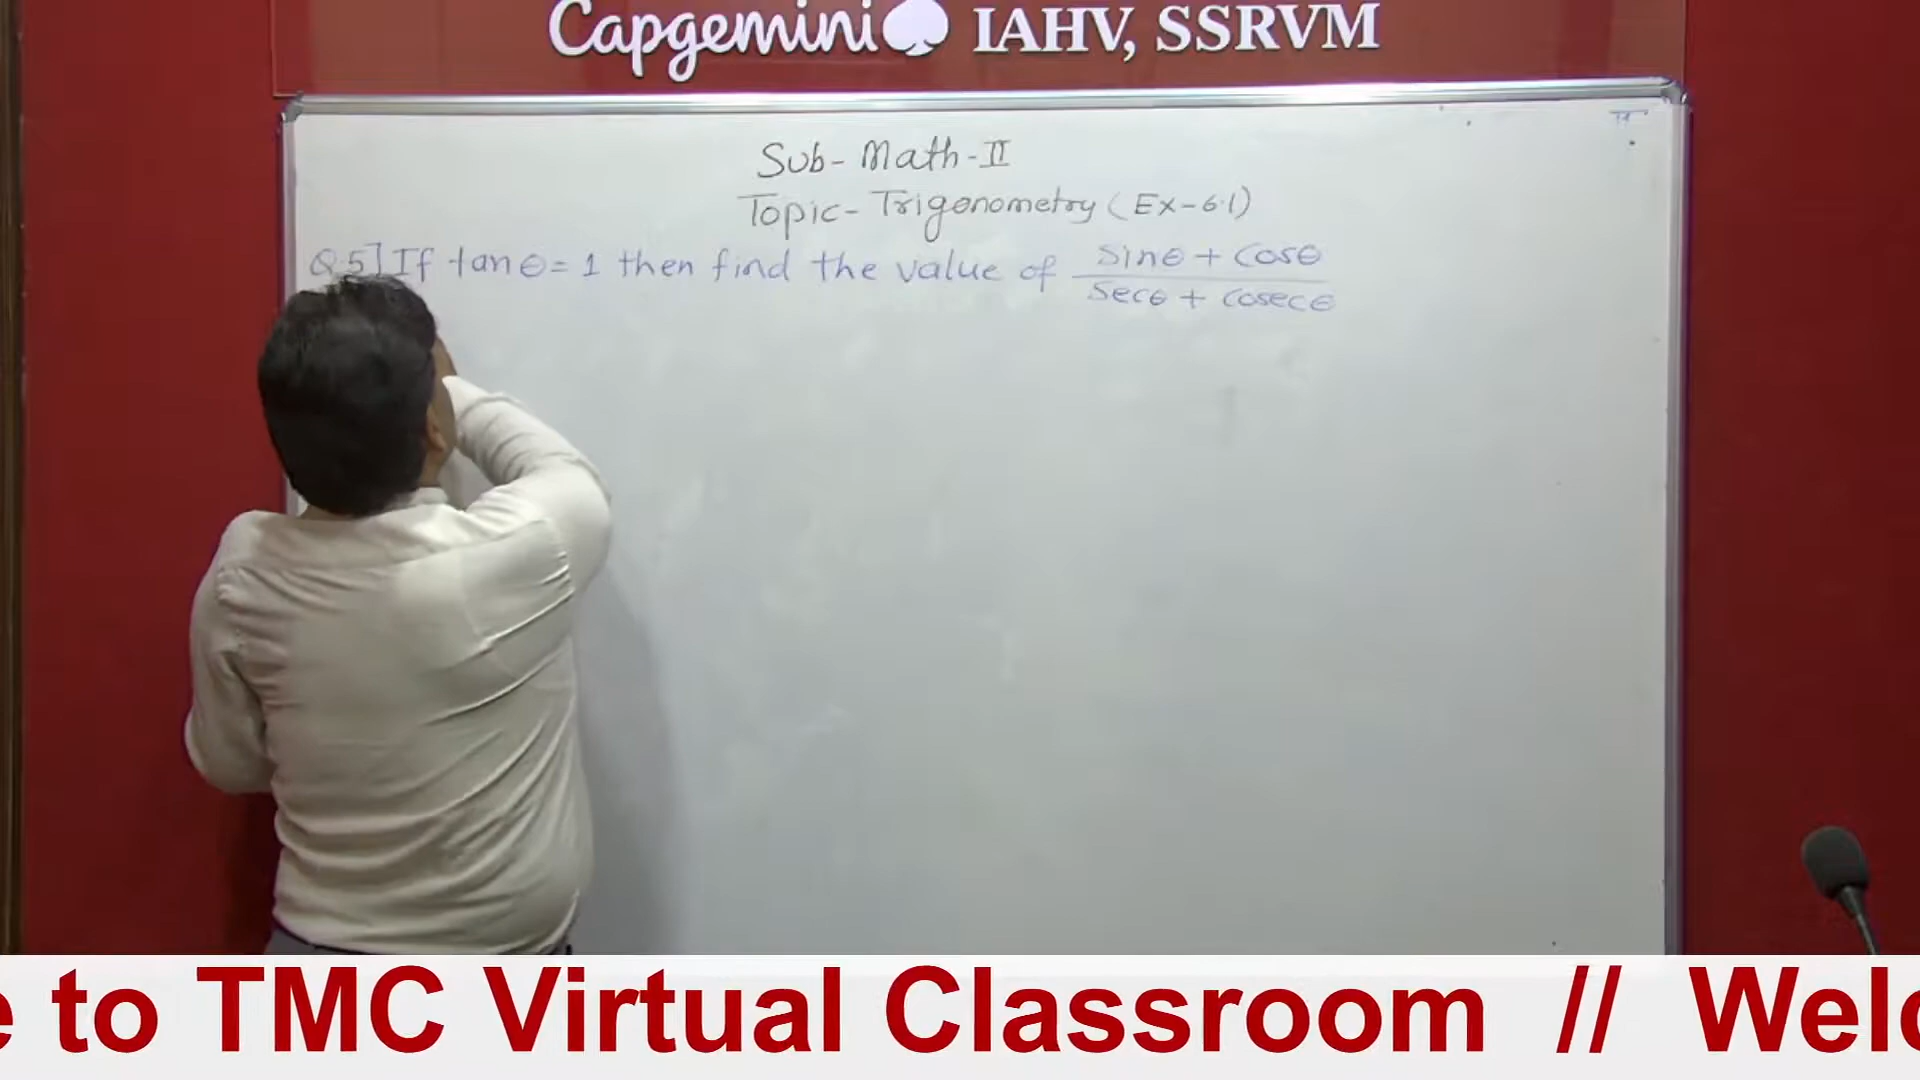 Capgemini IAHV, SSRVM
Sub- Math-II
Topic- Trigonometry (Ex-6.1)
Q.5] If tanθ = 1 then find the value of sinθ + cosθ
secθ + cosecθ
e to TMC Virtual Classroom // Welc